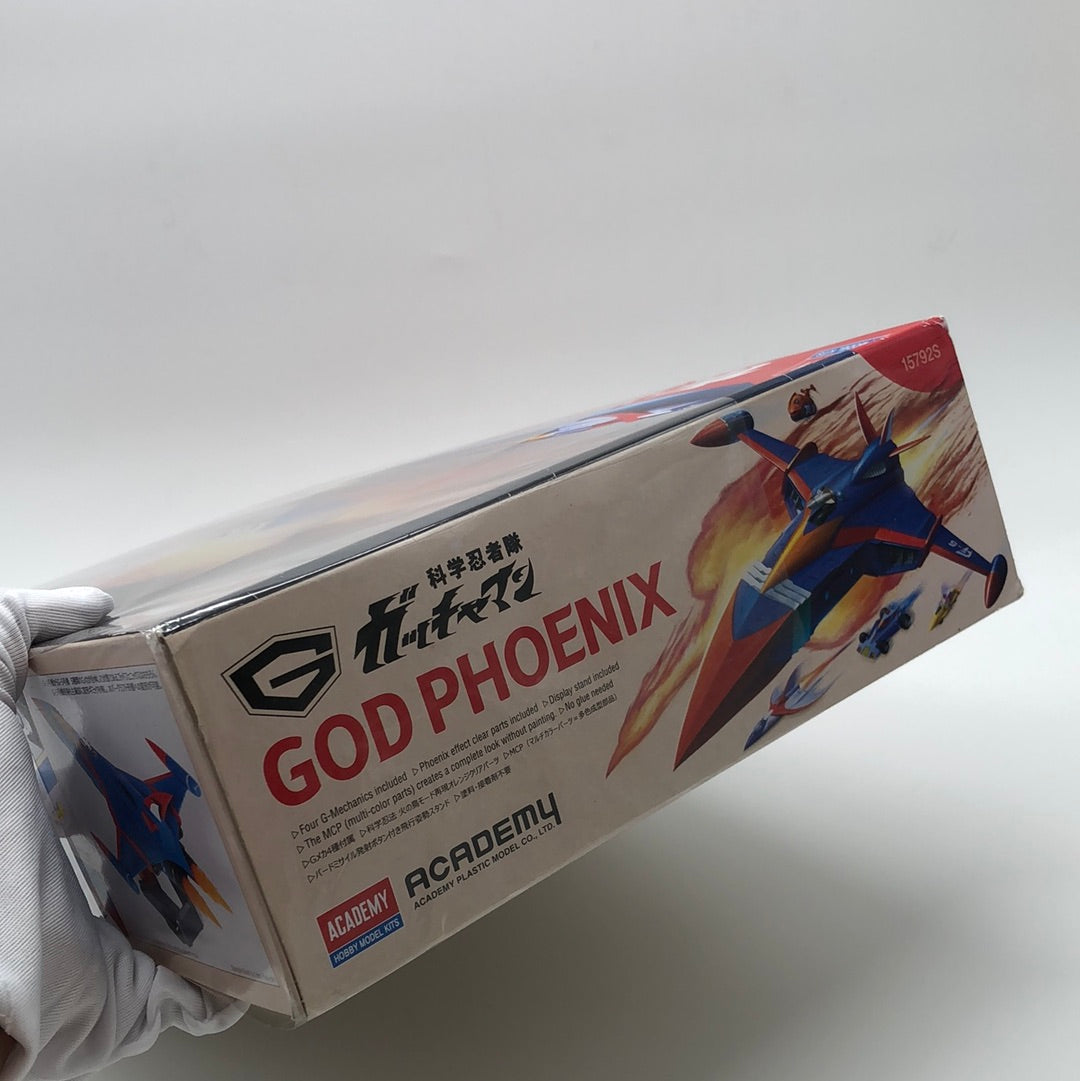 15792S
科学忍者隊
ガッチャマン
G
GOD PHOENIX
▷Four G-Mechanics included ▷Phoenix effect clear parts included ▷Display stand included
▷The MCP (multi-color parts) creates a complete look without painting. ▷No glue needed
▷Gメカ4種付属 ▷科学忍法 火の鳥モード再現オレンジクリアパーツ ▷MCP (マルチカラーパーツ=多色成型部品)
▷バードミサイル発射ボタン付き飛行姿勢スタンド ▷塗料・接着剤不要
ACADEMY
HOBBY MODEL KITS
ACADEMY
ACADEMY PLASTIC MODEL CO., LTD.